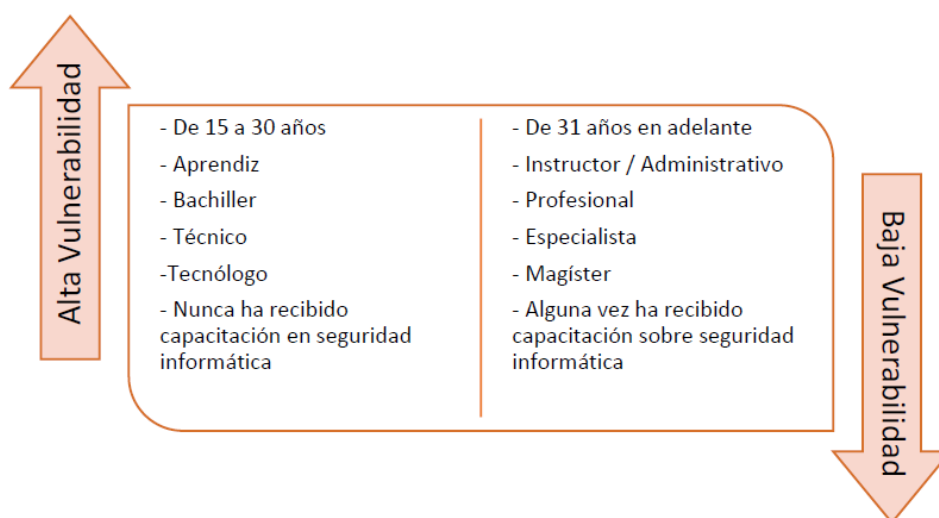 Alta Vulnerabilidad
- De 15 a 30 años
- Aprendiz
- Bachiller
- Técnico
-Tecnólogo
- Nunca ha recibido
capacitación en seguridad
informática
- De 31 años en adelante
- Instructor / Administrativo
- Profesional
- Especialista
- Magíster
- Alguna vez ha recibido
capacitación sobre seguridad
informática
Baja Vulnerabilidad